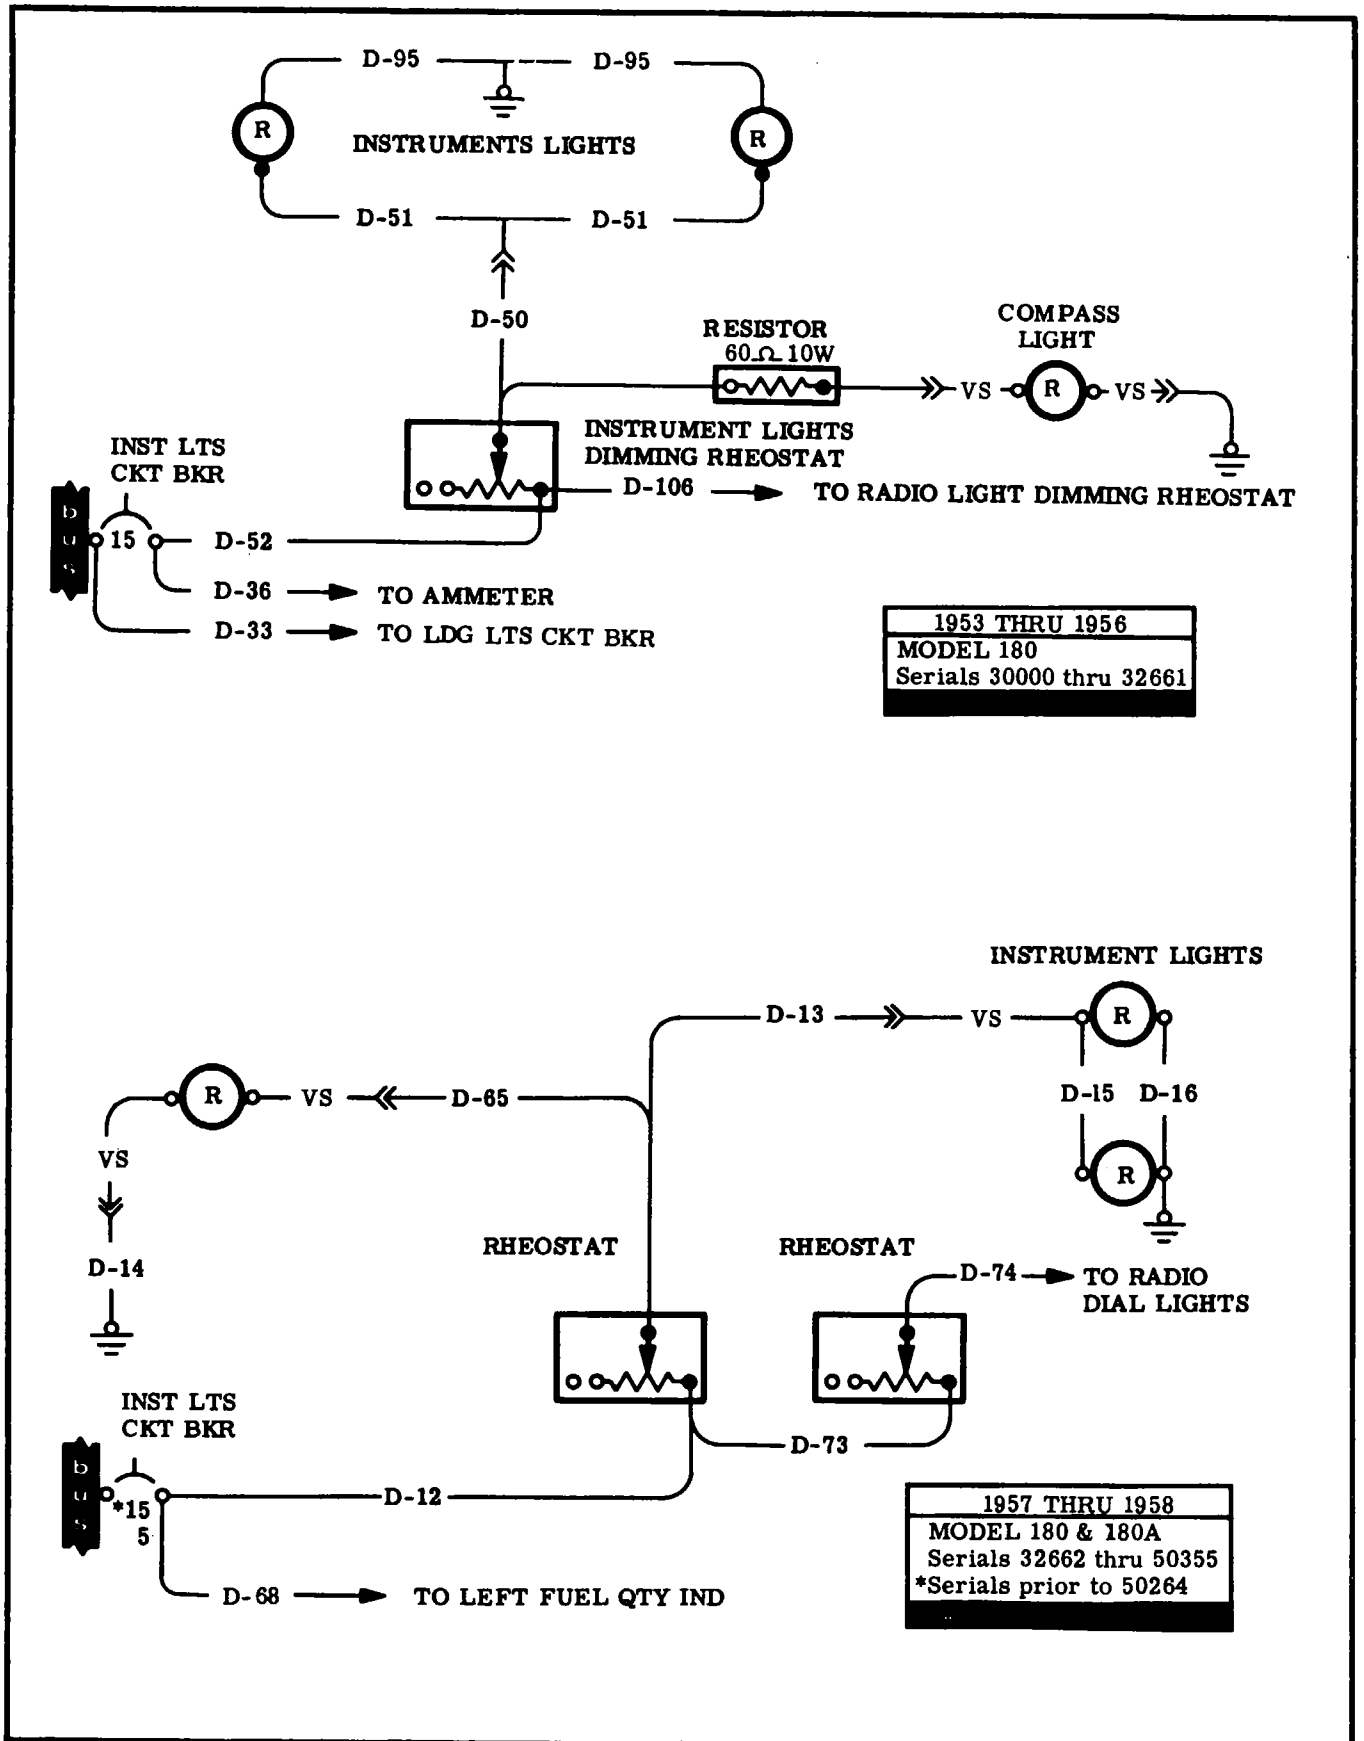 D-95 D-95
R R
INSTRUMENTS LIGHTS
D-51 D-51
D-50
RESISTOR
60Ω 10W
COMPASS
LIGHT
VS R VS
INST LTS
CKT BKR
INSTRUMENT LIGHTS
DIMMING RHEOSTAT
D-106 TO RADIO LIGHT DIMMING RHEOSTAT
bus
15 D-52
D-36 TO AMMETER
D-33 TO LDG LTS CKT BKR
1953 THRU 1956
MODEL 180
Serials 30000 thru 32661
INSTRUMENT LIGHTS
D-13 VS R
R VS D-65
D-15 D-16
VS
R
D-14
RHEOSTAT RHEOSTAT
D-74 TO RADIO
DIAL LIGHTS
INST LTS
CKT BKR
D-73
bus
*15
5
D-12
D-68 TO LEFT FUEL QTY IND
1957 THRU 1958
MODEL 180 & 180A
Serials 32662 thru 50355
*Serials prior to 50264